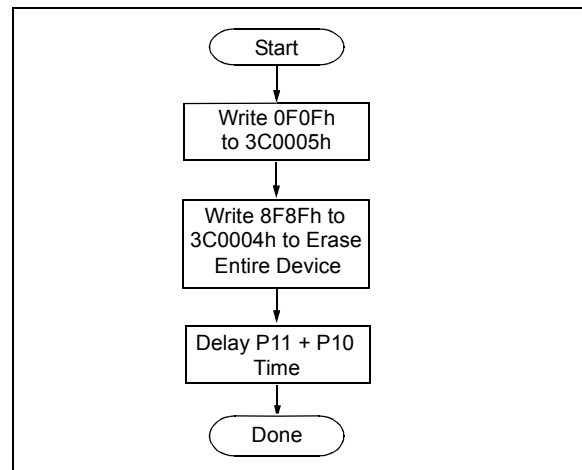 Start
Write 0F0Fh
to 3C0005h
Write 8F8Fh to
3C0004h to Erase
Entire Device
Delay P11 + P10
Time
Done